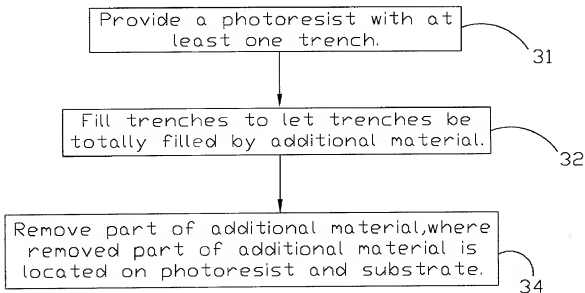 Provide a photoresist with at
least one trench.
31
Fill trenches to let trenches be
totally filled by additional material.
32
Remove part of additional material,where
removed part of additional material is
located on photoresist and substrate.
34